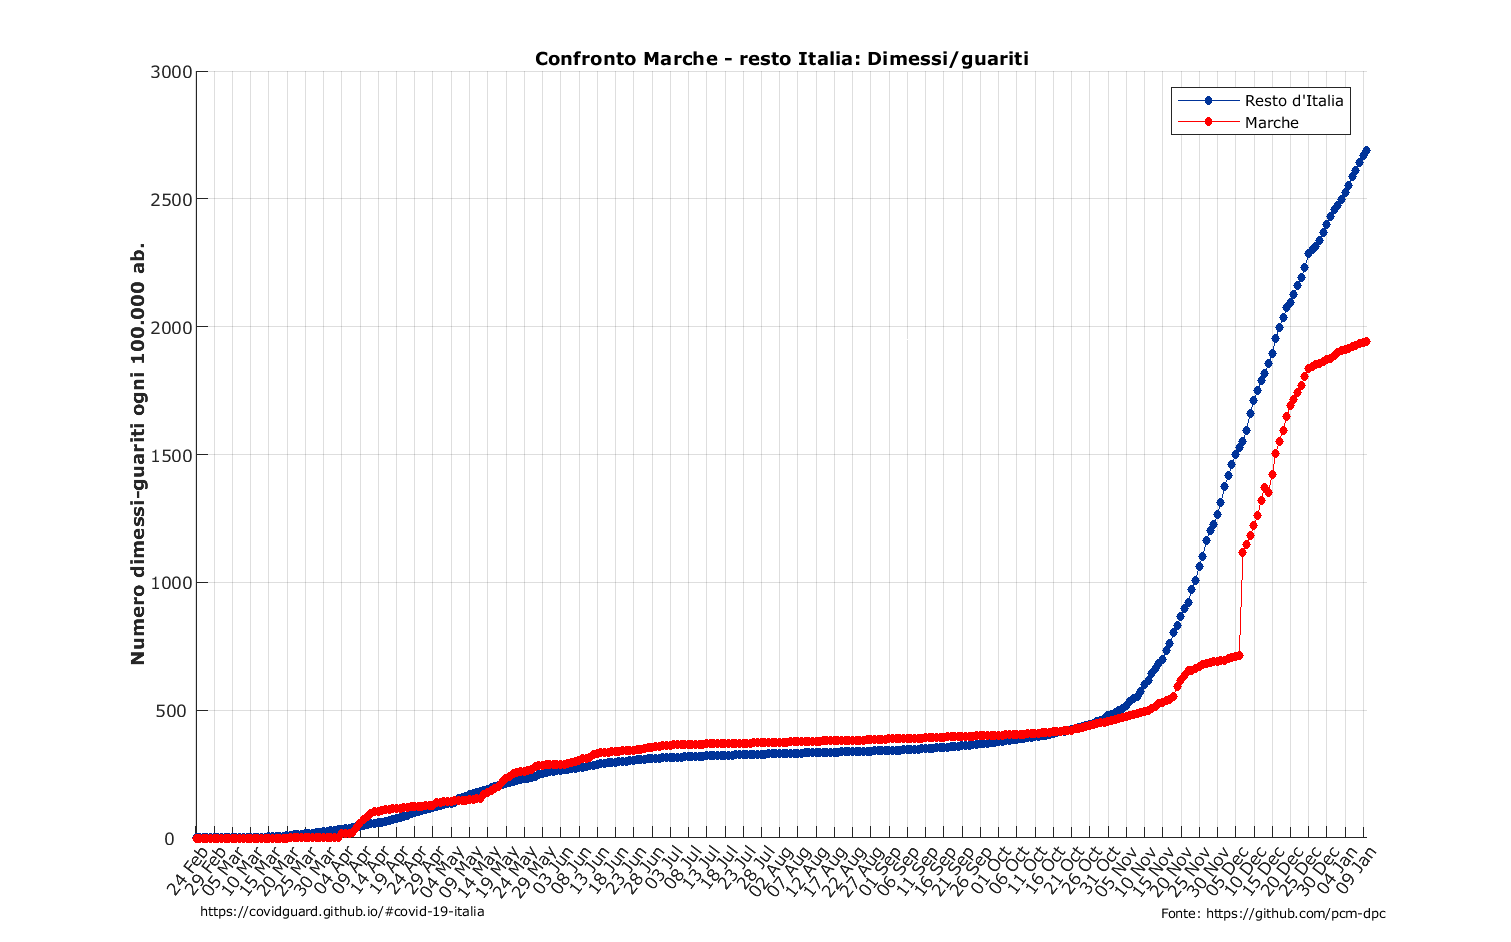 Confronto Marche - resto Italia: Dimessi/guariti
Resto d'Italia
Marche
Numero dimessi-guariti ogni 100.000 ab.
3000
2500
2000
1500
1000
500
0
24 Feb
29 Feb
05 Mar
10 Mar
15 Mar
20 Mar
25 Mar
30 Mar
04 Apr
09 Apr
14 Apr
19 Apr
24 Apr
29 Apr
04 May
09 May
14 May
19 May
24 May
29 May
03 Jun
08 Jun
13 Jun
18 Jun
23 Jun
28 Jun
03 Jul
08 Jul
13 Jul
18 Jul
23 Jul
28 Jul
02 Aug
07 Aug
12 Aug
17 Aug
22 Aug
27 Aug
01 Sep
06 Sep
11 Sep
16 Sep
21 Sep
26 Sep
01 Oct
06 Oct
11 Oct
16 Oct
21 Oct
26 Oct
31 Oct
05 Nov
10 Nov
15 Nov
20 Nov
25 Nov
30 Nov
05 Dec
10 Dec
15 Dec
20 Dec
25 Dec
30 Dec
04 Jan
09 Jan
https://covidguard.github.io/#covid-19-italia
Fonte: https://github.com/pcm-dpc